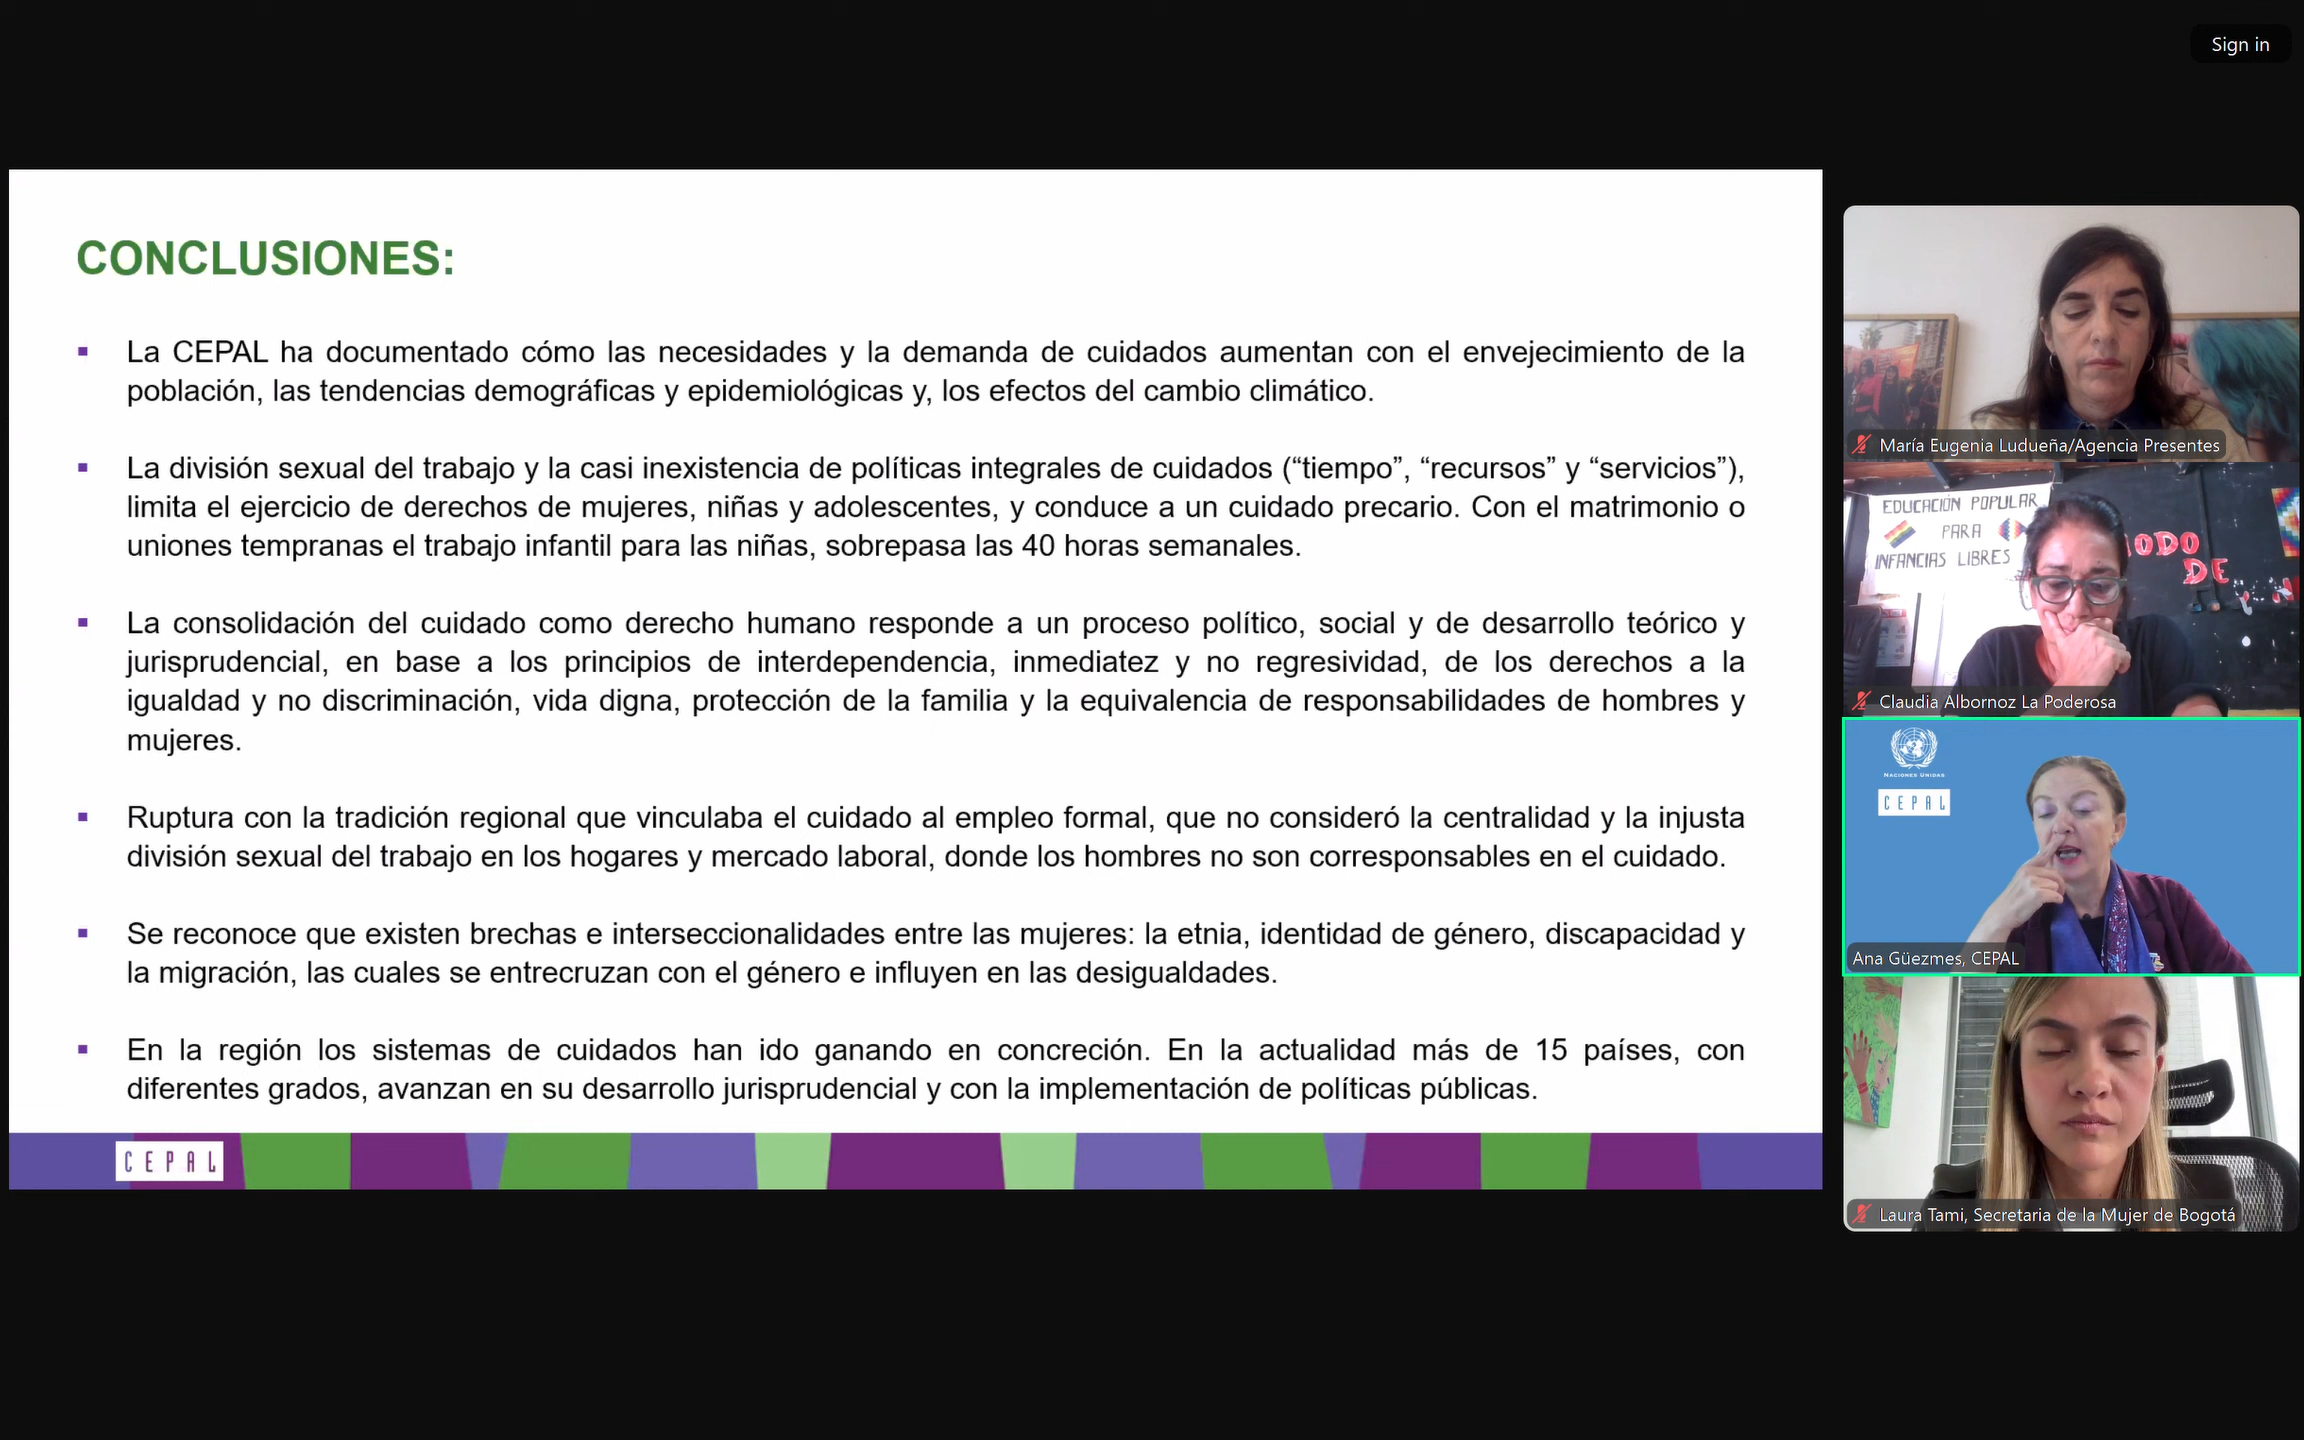 Sign in
CONCLUSIONES:
▪ La CEPAL ha documentado cómo las necesidades y la demanda de cuidados aumentan con el envejecimiento de la
población, las tendencias demográficas y epidemiológicas y, los efectos del cambio climático.
▪ La división sexual del trabajo y la casi inexistencia de políticas integrales de cuidados (“tiempo”, “recursos” y “servicios”),
limita el ejercicio de derechos de mujeres, niñas y adolescentes, y conduce a un cuidado precario. Con el matrimonio o
uniones tempranas el trabajo infantil para las niñas, sobrepasa las 40 horas semanales.
▪ La consolidación del cuidado como derecho humano responde a un proceso político, social y de desarrollo teórico y
jurisprudencial, en base a los principios de interdependencia, inmediatez y no regresividad, de los derechos a la
igualdad y no discriminación, vida digna, protección de la familia y la equivalencia de responsabilidades de hombres y
mujeres.
▪ Ruptura con la tradición regional que vinculaba el cuidado al empleo formal, que no consideró la centralidad y la injusta
división sexual del trabajo en los hogares y mercado laboral, donde los hombres no son corresponsables en el cuidado.
▪ Se reconoce que existen brechas e interseccionalidades entre las mujeres: la etnia, identidad de género, discapacidad y
la migración, las cuales se entrecruzan con el género e influyen en las desigualdades.
▪ En la región los sistemas de cuidados han ido ganando en concreción. En la actualidad más de 15 países, con
diferentes grados, avanzan en su desarrollo jurisprudencial y con la implementación de políticas públicas.
CEPAL
María Eugenia Ludueña/Agencia Presentes
EDUCACIÓN POPULAR
PARA
INFANCIAS LIBRES
ODO
DE
Claudia Albornoz La Poderosa
NACIONES UNIDAS
CEPAL
Ana Güezmes, CEPAL
Laura Tami, Secretaria de la Mujer de Bogotá